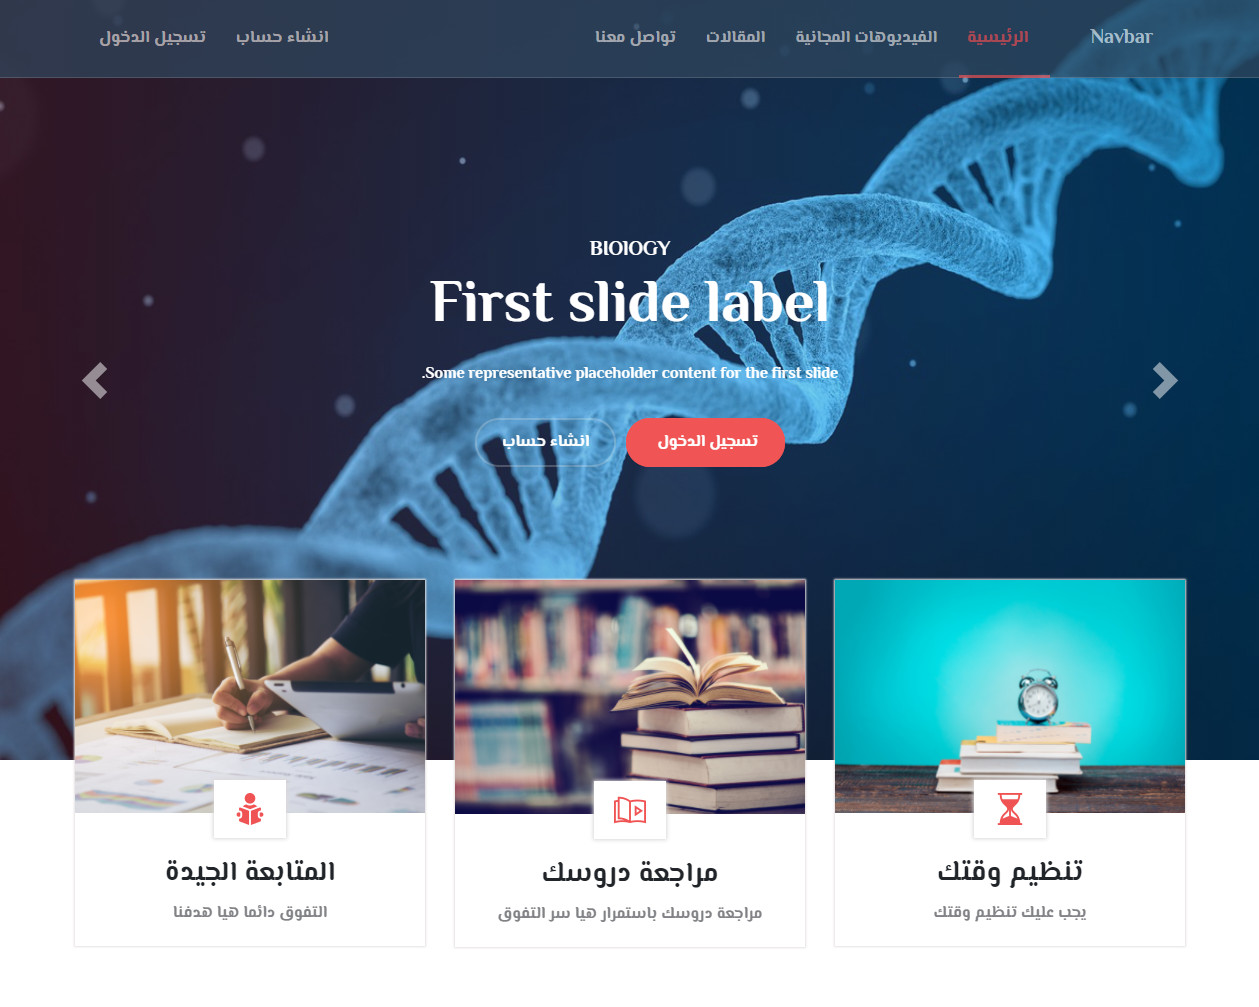 Navbar
الرئيسية
الفيديوهات المجانية
المقالات
تواصل معنا
انشاء حساب
تسجيل الدخول
BIOlOGY
First slide label
.Some representative placeholder content for the first slide
تسجيل الدخول
انشاء حساب
تنظيم وقتك
يجب عليك تنظيم وقتك
مراجعة دروسك
مراجعة دروسك باستمرار هيا سر التفوق
المتابعة الجيدة
التفوق دائما هيا هدفنا